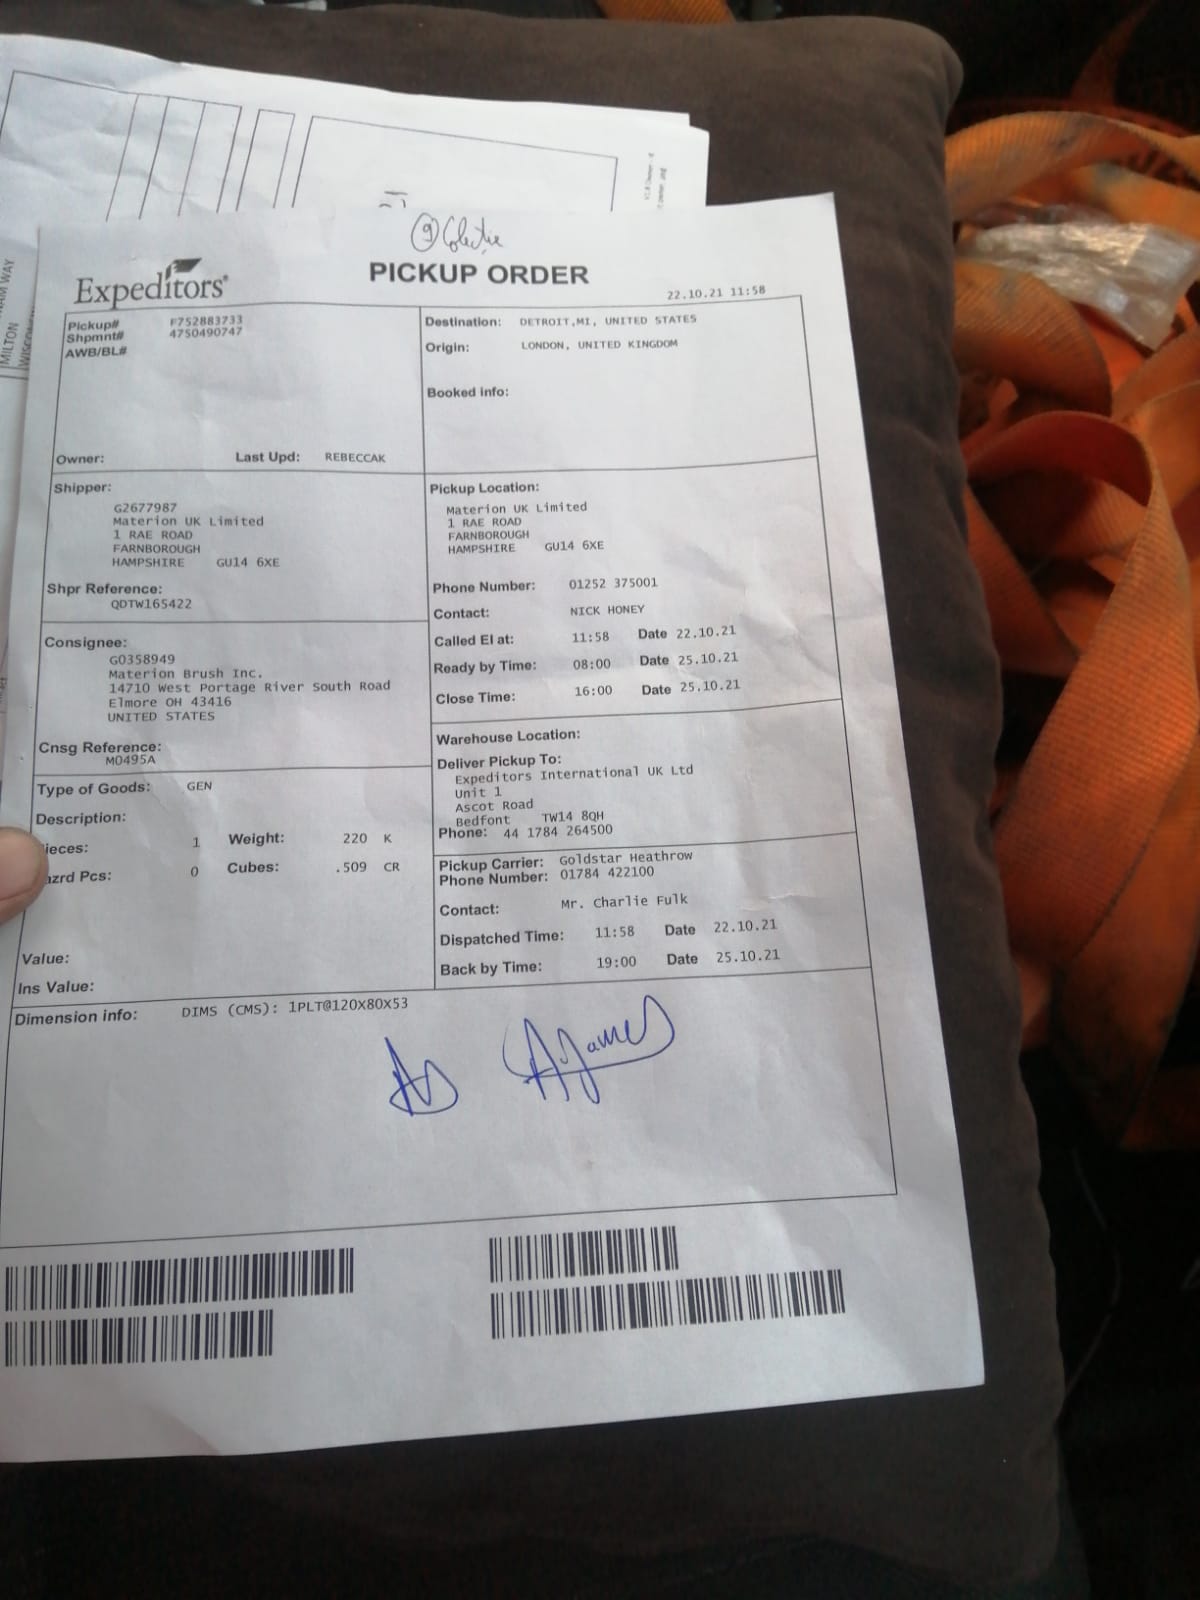 MILTON
9 Colectie
Expeditors®
PICKUP ORDER
22.10.21 11:58
Pickup# F752883733
Shpmnt# 4750490747
AWB/BL#
Owner: Last Upd: REBECCAK
Destination: DETROIT,MI, UNITED STATES
Origin: LONDON, UNITED KINGDOM
Booked info:
Shipper:
G2677987
Materion UK Limited
1 RAE ROAD
FARNBOROUGH
HAMPSHIRE GU14 6XE
Shpr Reference:
QDTW165422
Consignee:
G0358949
Materion Brush Inc.
14710 West Portage River South Road
Elmore OH 43416
UNITED STATES
Cnsg Reference:
M0495A
Type of Goods: GEN
Description:
ieces: 1 Weight: 220 K
azrd Pcs: 0 Cubes: .509 CR
Value:
Ins Value:
Pickup Location:
Materion UK Limited
1 RAE ROAD
FARNBOROUGH
HAMPSHIRE GU14 6XE
Phone Number: 01252 375001
Contact: NICK HONEY
Called EI at: 11:58 Date 22.10.21
Ready by Time: 08:00 Date 25.10.21
Close Time: 16:00 Date 25.10.21
Warehouse Location:
Deliver Pickup To:
Expeditors International UK Ltd
Unit 1
Ascot Road
Bedfont TW14 8QH
Phone: 44 1784 264500
Pickup Carrier: Goldstar Heathrow
Phone Number: 01784 422100
Contact: Mr. Charlie Fulk
Dispatched Time: 11:58 Date 22.10.21
Back by Time: 19:00 Date 25.10.21
Dimension info: DIMS (CMS): 1PLT@120X80X53